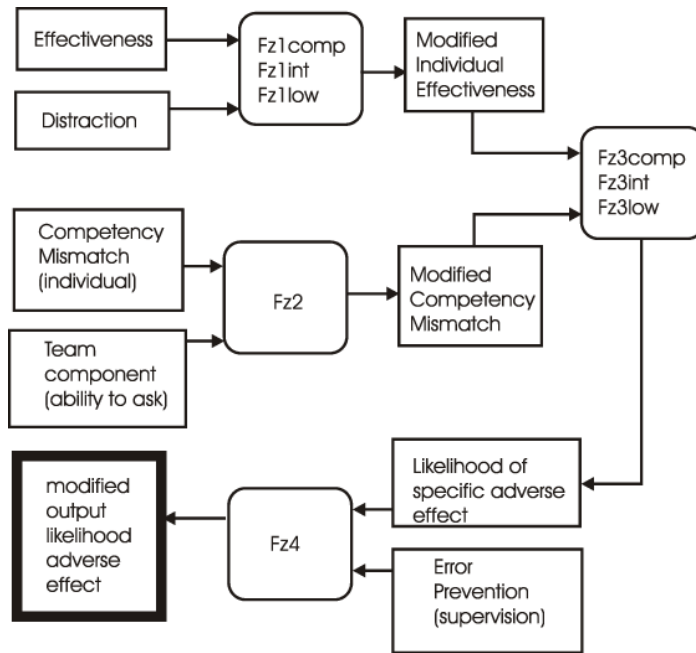 Effectiveness
Distraction
Fz1comp
Fz1int
Fz1low
Modified
Individual
Effectiveness
Fz3comp
Fz3int
Fz3low
Competency
Mismatch
(individual)
Team
component
(ability to ask)
Fz2
Modified
Competency
Mismatch
modified
output
likelihood
adverse
effect
Fz4
Likelihood of
specific adverse
effect
Error
Prevention
(supervision)